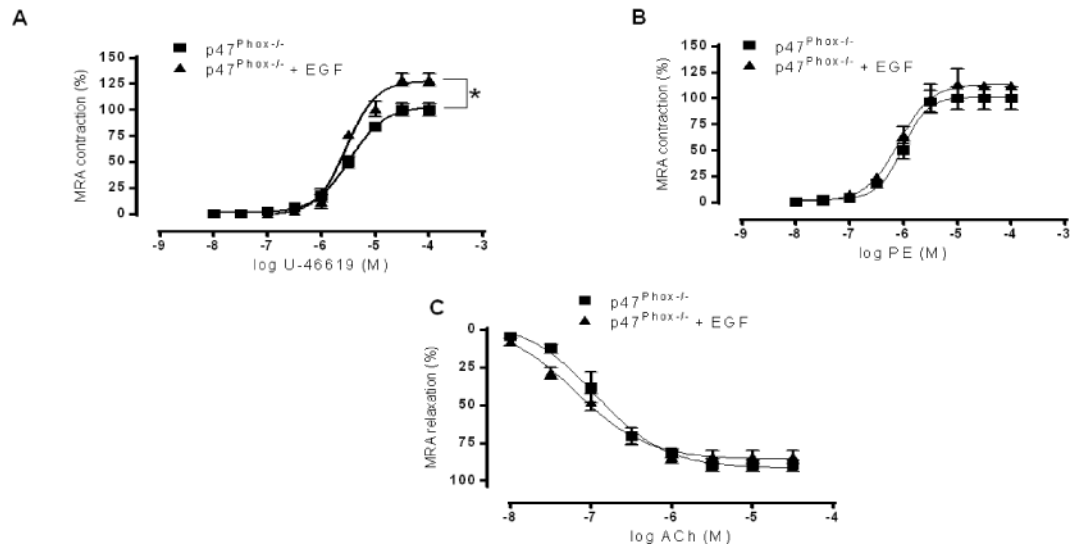 A
p47Phox-/-
p47Phox-/- + EGF
MRA contraction (%)
150
125
100
75
50
25
0
*
-9 -8 -7 -6 -5 -4 -3
log U-46619 (M)
B
p47Phox-/-
p47Phox-/- + EGF
MRA contraction (%)
150
125
100
75
50
25
0
-9 -8 -7 -6 -5 -4 -3
log PE (M)
C
p47Phox-/-
p47Phox-/- + EGF
MRA relaxation (%)
0
25
50
75
100
-8 -7 -6 -5 -4
log ACh (M)